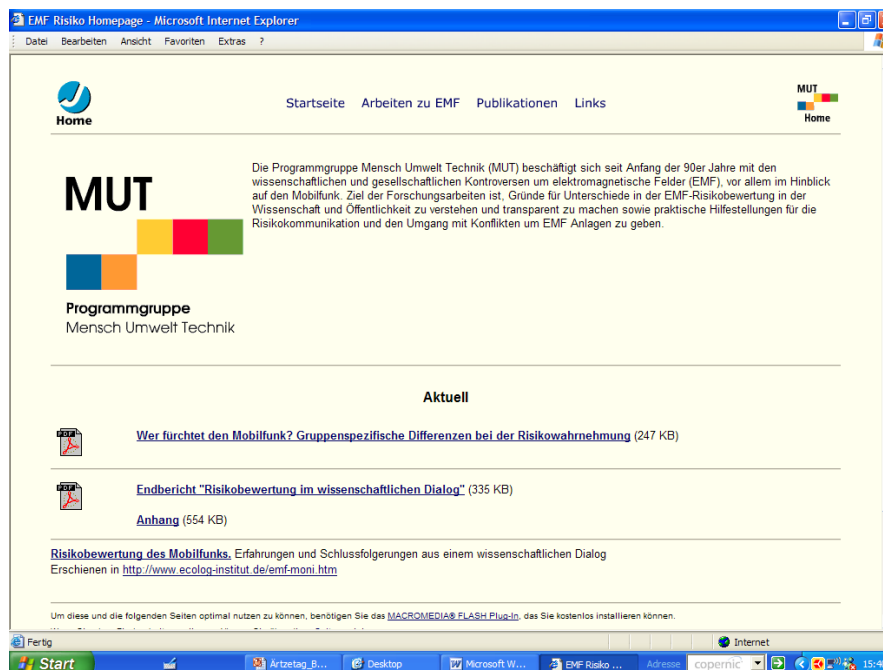 EMF Risiko Homepage - Microsoft Internet Explorer
Datei Bearbeiten Ansicht Favoriten Extras ?
Home
Startseite Arbeiten zu EMF Publikationen Links
MUT
Home
MUT
Programmgruppe
Mensch Umwelt Technik
Die Programmgruppe Mensch Umwelt Technik (MUT) beschäftigt sich seit Anfang der 90er Jahre mit den
wissenschaftlichen und gesellschaftlichen Kontroversen um elektromagnetische Felder (EMF), vor allem im Hinblick
auf den Mobilfunk. Ziel der Forschungsarbeiten ist, Gründe für Unterschiede in der EMF-Risikobewertung in der
Wissenschaft und Öffentlichkeit zu verstehen und transparent zu machen sowie praktische Hilfestellungen für die
Risikokommunikation und den Umgang mit Konflikten um EMF Anlagen zu geben.
Aktuell
PDF
Wer fürchtet den Mobilfunk? Gruppenspezifische Differenzen bei der Risikowahrnehmung (247 KB)
PDF
Endbericht "Risikobewertung im wissenschaftlichen Dialog" (335 KB)
Anhang (554 KB)
Risikobewertung des Mobilfunks. Erfahrungen und Schlussfolgerungen aus einem wissenschaftlichen Dialog
Erschienen in http://www.ecolog-institut.de/emf-moni.htm
Um diese und die folgenden Seiten optimal nutzen zu können, benötigen Sie das MACROMEDIA® FLASH Plug-In, das Sie kostenlos installieren können.
Fertig
Internet
Start
Ärtzetag_B...
Desktop
Microsoft W...
EMF Risiko ...
Adresse
copernic
15:4